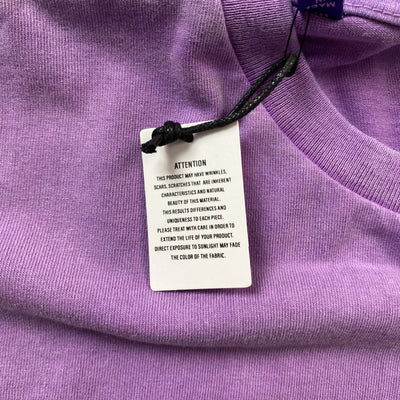 ATTENTION
THIS PRODUCT MAY HAVE WRINKLES,
SCARS, SCRATCHES THAT ARE INHERENT
CHARACTERISTICS AND NATURAL
BEAUTY OF THIS MATERIAL.
THIS RESULTS DIFFERENCES AND
UNIQUENESS TO EACH PIECE.
PLEASE TREAT WITH CARE IN ORDER TO
EXTEND THE LIFE OF YOUR PRODUCT.
DIRECT EXPOSURE TO SUNLIGHT MAY FADE
THE COLOR OF THE FABRIC.